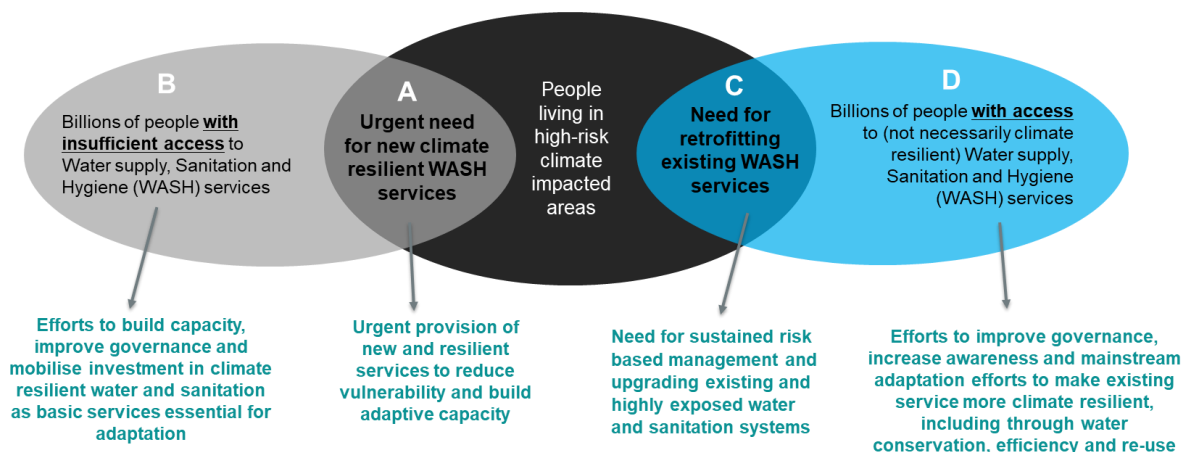 B
Billions of people with
insufficient access to
Water supply, Sanitation and
Hygiene (WASH) services
A
Urgent need
for new climate
resilient WASH
services
People
living in
high-risk
climate
impacted
areas
C
Need for
retrofitting
existing WASH
services
D
Billions of people with access
to (not necessarily climate
resilient) Water supply,
Sanitation and Hygiene
(WASH) services
Efforts to build capacity,
improve governance and
mobilise investment in climate
resilient water and sanitation
as basic services essential for
adaptation
Urgent provision of
new and resilient
services to reduce
vulnerability and build
adaptive capacity
Need for sustained risk
based management and
upgrading existing and
highly exposed water
and sanitation systems
Efforts to improve governance,
increase awareness and mainstream
adaptation efforts to make existing
service more climate resilient,
including through water
conservation, efficiency and re-use